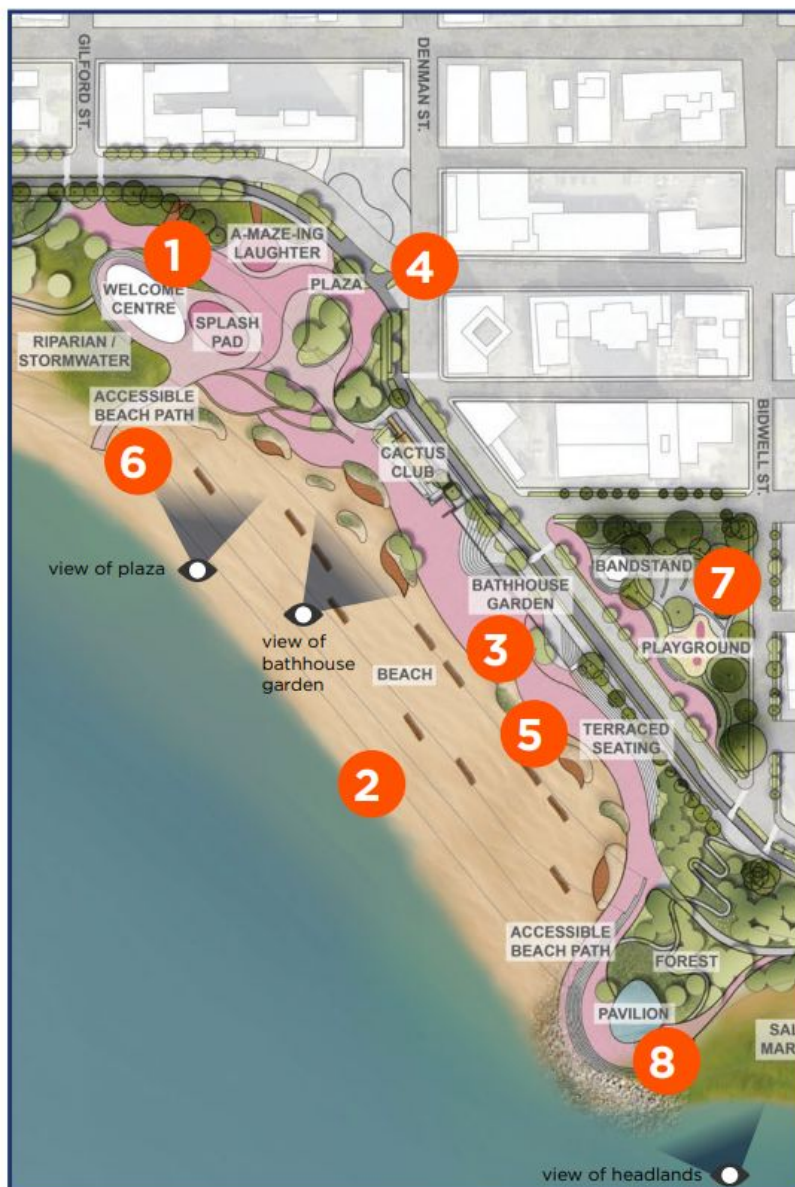 GILFORD ST.
DENMAN ST.
A-MAZE-ING
LAUGHTER
1
4
PLAZA
WELCOME
CENTRE
SPLASH
PAD
RIPARIAN /
STORMWATER
ACCESSIBLE
BEACH PATH
BIDWELL ST.
CACTUS
CLUB
6
view of plaza
BANDSTAND
7
BATHHOUSE
GARDEN
view of
bathhouse
garden
3
PLAYGROUND
BEACH
5
TERRACED
SEATING
2
ACCESSIBLE
BEACH PATH
FOREST
PAVILION
SAL
MAR
8
view of headlands